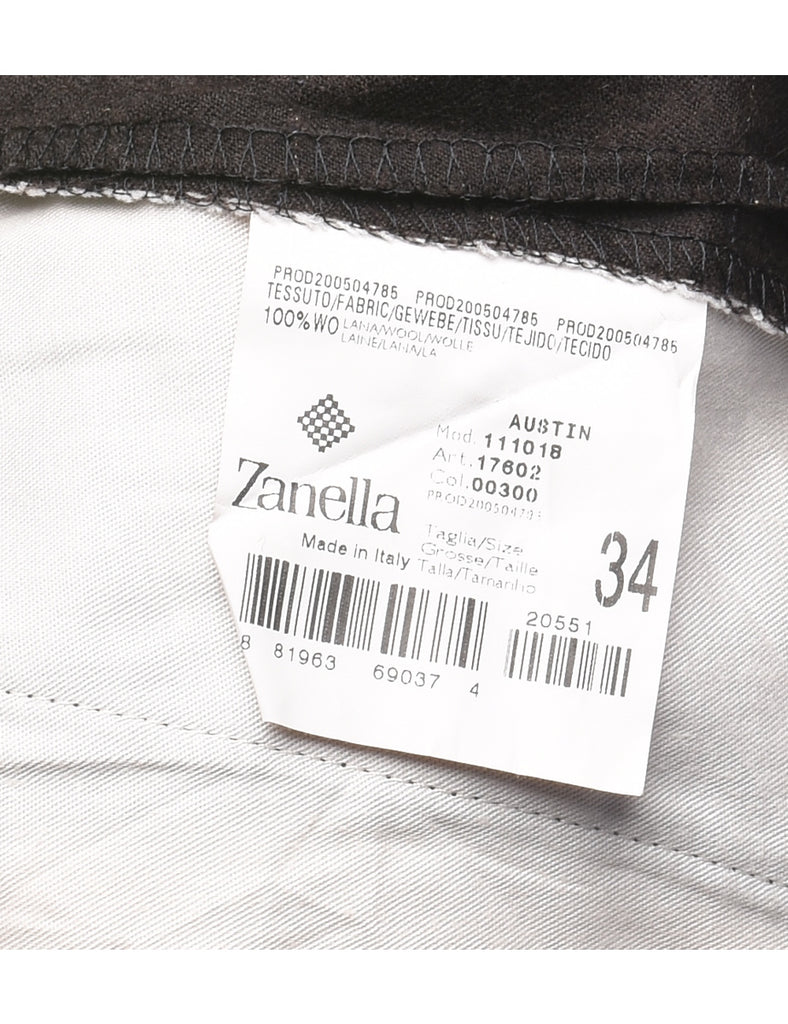 PROD200504785 PROD200504785 PROD200504785
TESSUTO/FABRIC/GEWEBE/TISSU/TEJIDO/TECIDO
100%WO LANA/WOOL/WOLLE
LAINE/LANA/LA
AUSTIN
Mod. 111018
Art. 17602
Col. 00300
PROD200504785
Zanella
Made in Italy
Taglia/Size
Grosse/Taille
Talla/Tamanho
34
8 81963 69037 4
20551